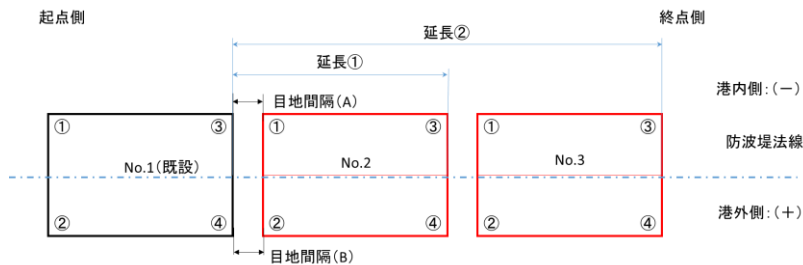 起点側
終点側
延長②
延長①
目地間隔(A)
港内側:(-)
① ③ ① ③ ① ③
No.1(既設) No.2 No.3
防波堤法線
② ④ ② ④ ② ④
港外側:(+)
目地間隔(B)